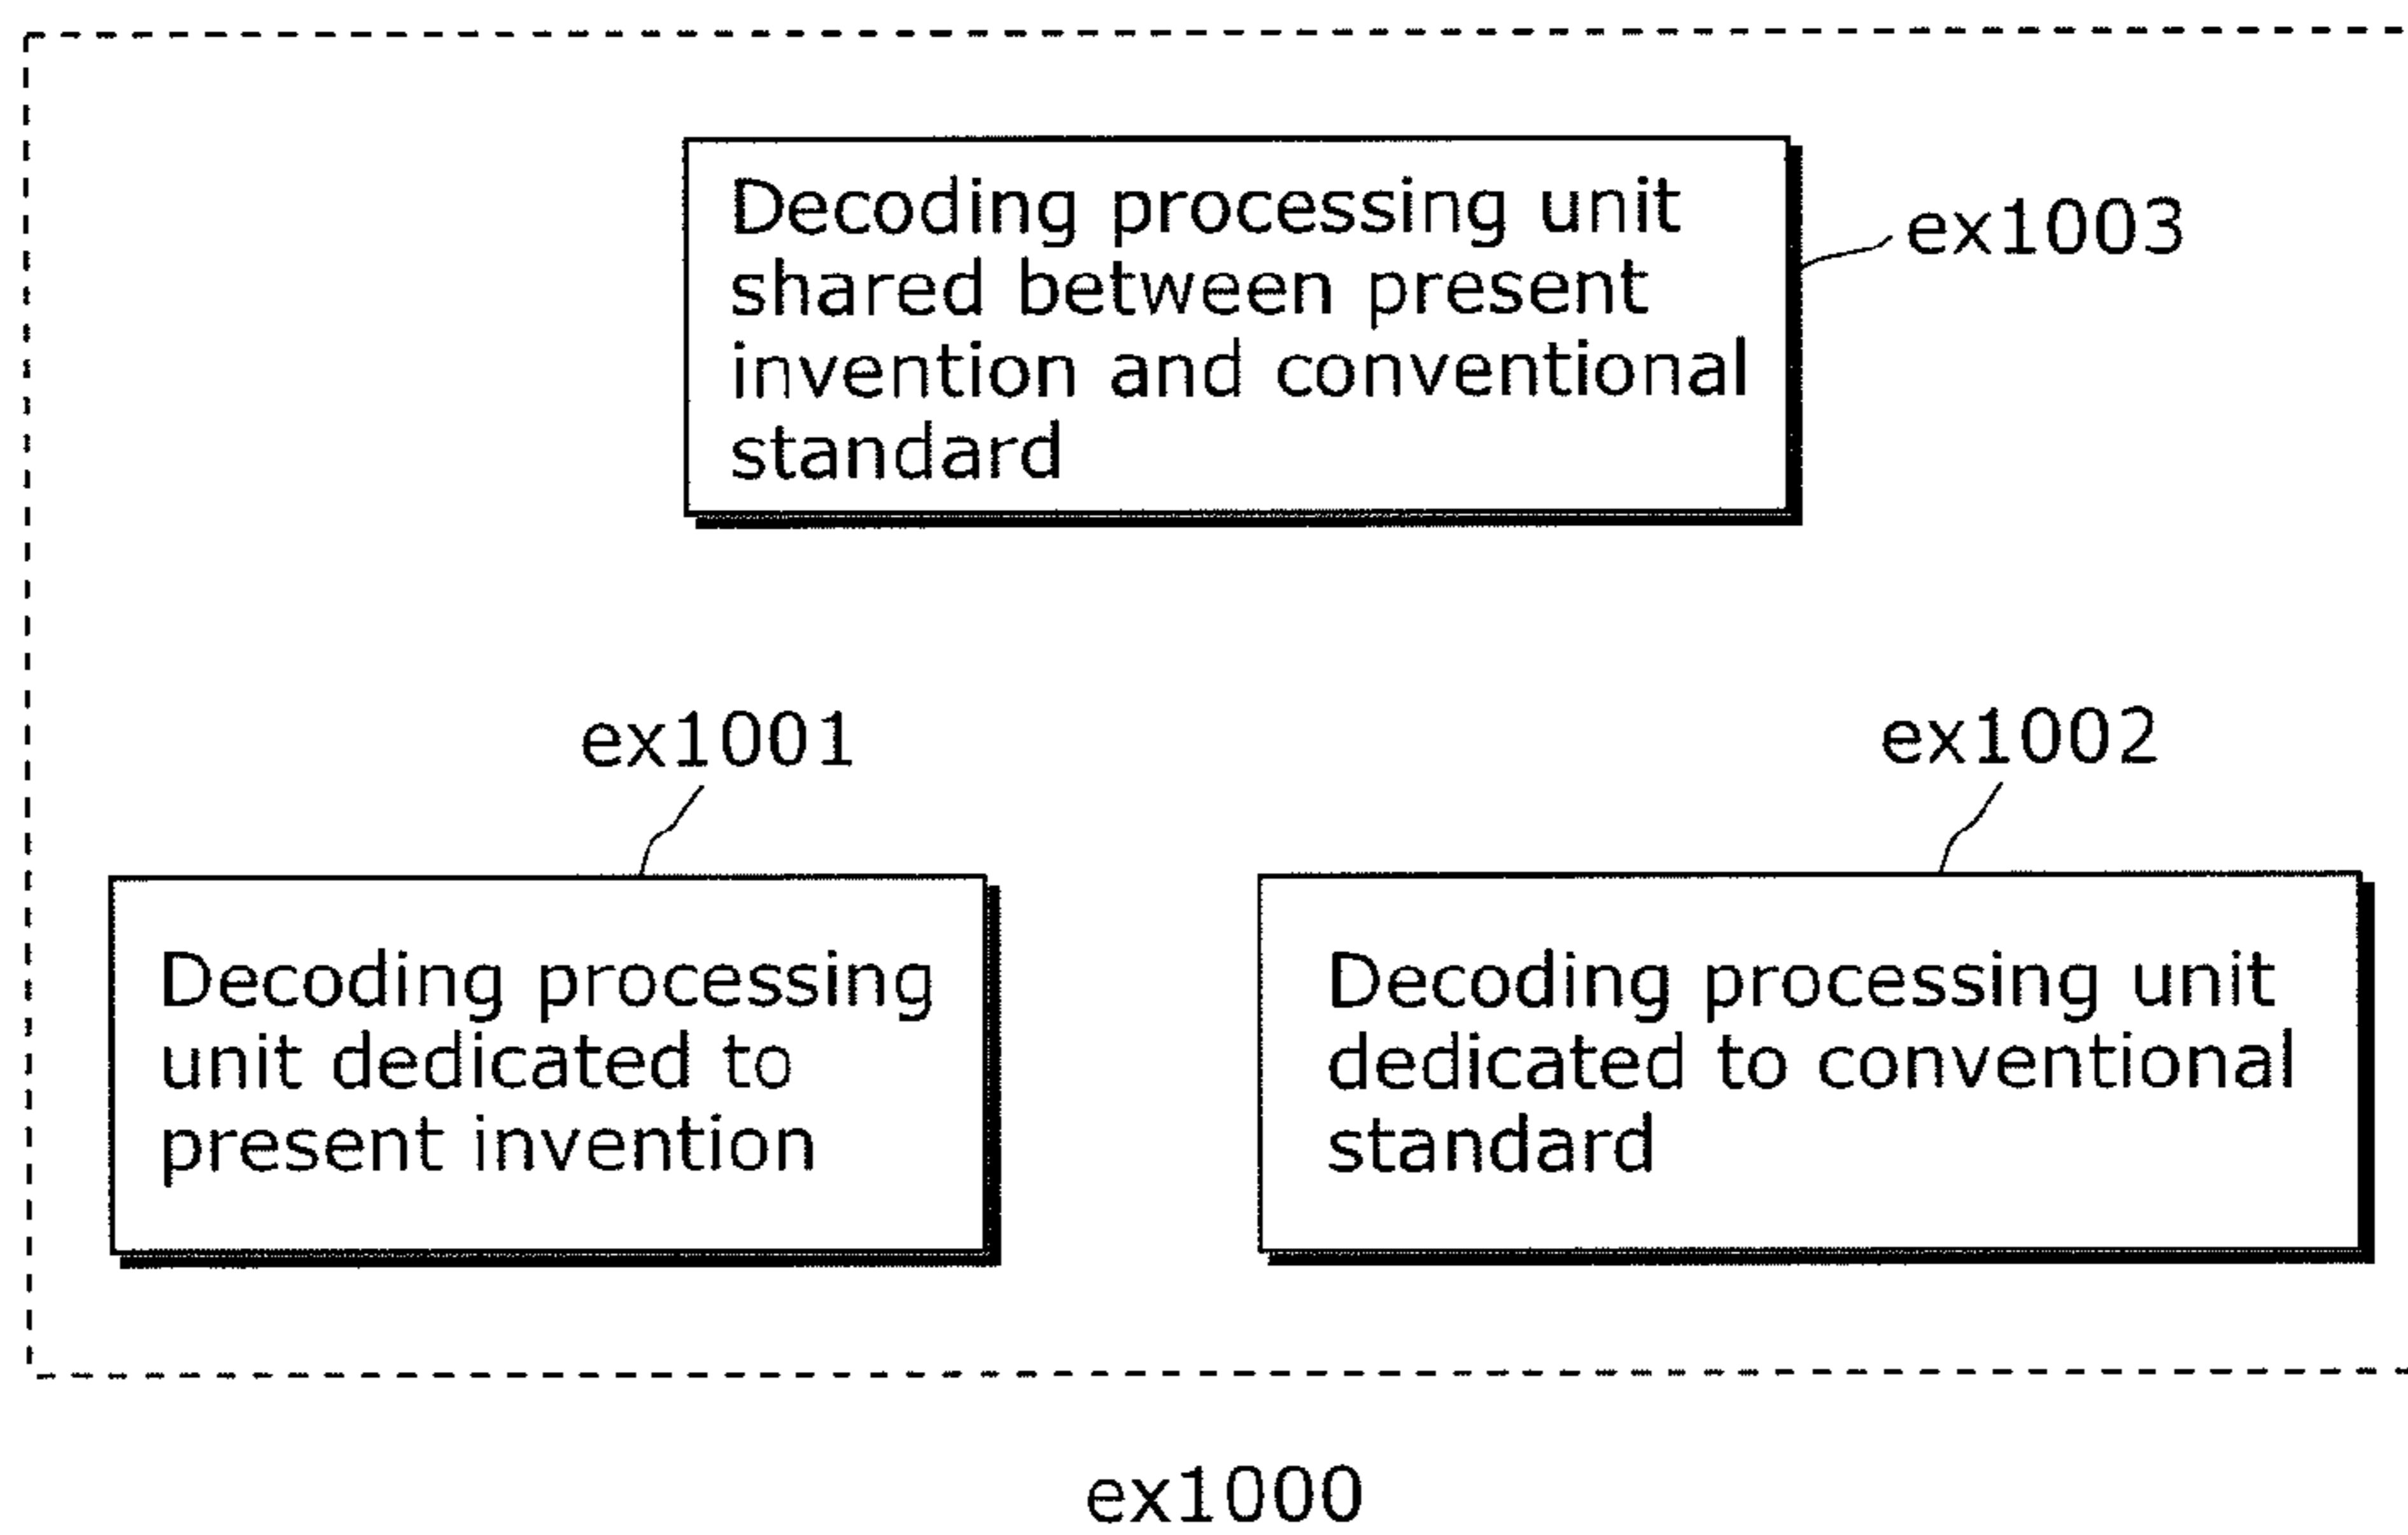 Decoding processing unit
shared between present
invention and conventional
standard
ex1003
ex1001
ex1002
Decoding processing
unit dedicated to
present invention
Decoding processing unit
dedicated to conventional
standard
ex1000